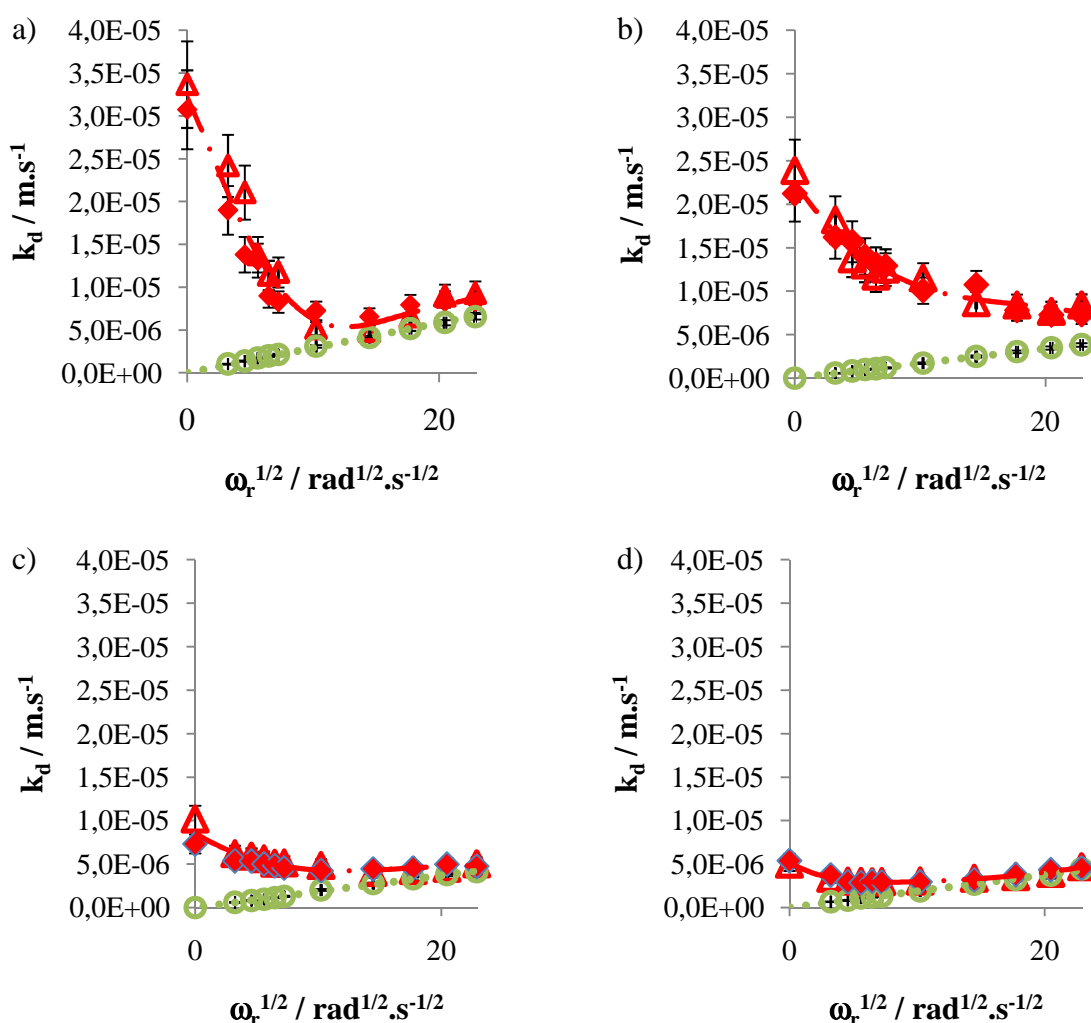 a)
4,0E-05
3,5E-05
3,0E-05
2,5E-05
2,0E-05
1,5E-05
1,0E-05
5,0E-06
0,0E+00
k_d / m.s^-1
0 20
ω_r^1/2 / rad^1/2.s^-1/2
b)
4,0E-05
3,5E-05
3,0E-05
2,5E-05
2,0E-05
1,5E-05
1,0E-05
5,0E-06
0,0E+00
k_d / m.s^-1
0 20
ω_r^1/2 / rad^1/2.s^-1/2
c)
4,0E-05
3,5E-05
3,0E-05
2,5E-05
2,0E-05
1,5E-05
1,0E-05
5,0E-06
0,0E+00
k_d / m.s^-1
0 20
ω_r^1/2 / rad^1/2.s^-1/2
d)
4,0E-05
3,5E-05
3,0E-05
2,5E-05
2,0E-05
1,5E-05
1,0E-05
5,0E-06
0,0E+00
k_d / m.s^-1
0 20
ω_r^1/2 / rad^1/2.s^-1/2